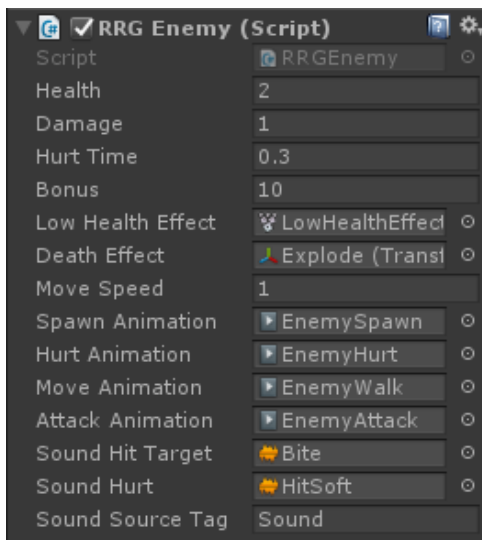 RRG Enemy (Script)
Script RRGEnemy
Health 2
Damage 1
Hurt Time 0.3
Bonus 10
Low Health Effect LowHealthEffect
Death Effect Explode (Transf
Move Speed 1
Spawn Animation EnemySpawn
Hurt Animation EnemyHurt
Move Animation EnemyWalk
Attack Animation EnemyAttack
Sound Hit Target Bite
Sound Hurt HitSoft
Sound Source Tag Sound